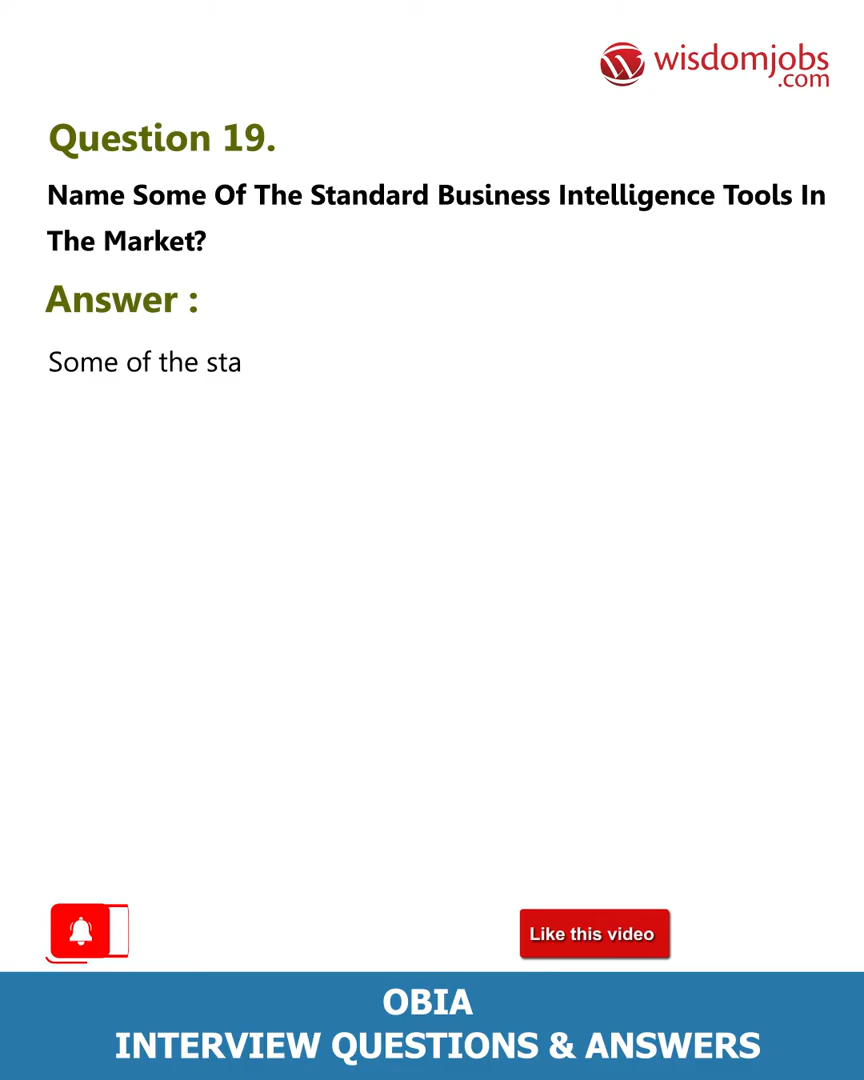 wisdomjobs
.com
Question 19.
Name Some Of The Standard Business Intelligence Tools In
The Market?
Answer :
Some of the sta
Like this video
OBIA
INTERVIEW QUESTIONS & ANSWERS